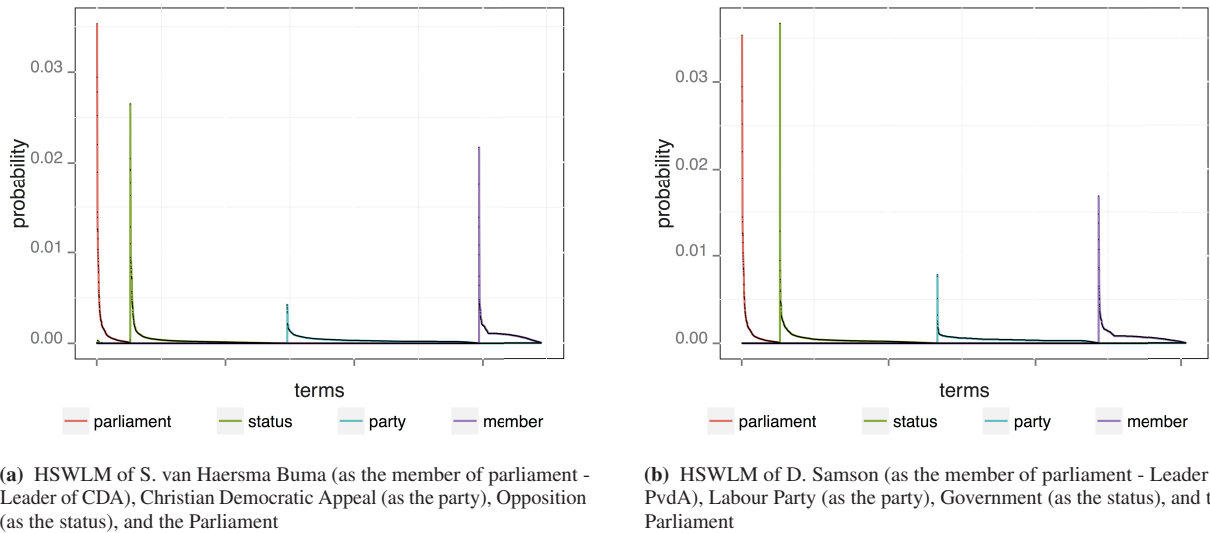 0.03
0.02
0.01
0.00
probability
terms
parliament status party member
(a) HSWLM of S. van Haersma Buma (as the member of parliament -
Leader of CDA), Christian Democratic Appeal (as the party), Opposition
(as the status), and the Parliament
0.03
0.02
0.01
0.00
probability
terms
parliament status party member
(b) HSWLM of D. Samson (as the member of parliament - Leader
PvdA), Labour Party (as the party), Government (as the status), and t
Parliament